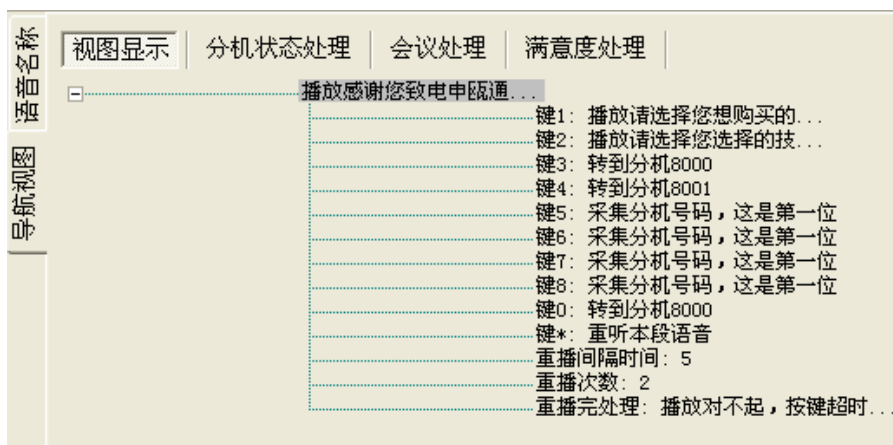 语音名称
导航视图
视图显示 分机状态处理 会议处理 满意度处理
播放感谢您致电申瓯通...
键1: 播放请选择您想购买的...
键2: 播放请选择您选择的技...
键3: 转到分机8000
键4: 转到分机8001
键5: 采集分机号码,这是第一位
键6: 采集分机号码,这是第一位
键7: 采集分机号码,这是第一位
键8: 采集分机号码,这是第一位
键0: 转到分机8000
键*: 重听本段语音
重播间隔时间: 5
重播次数: 2
重播完处理: 播放对不起,按键超时...